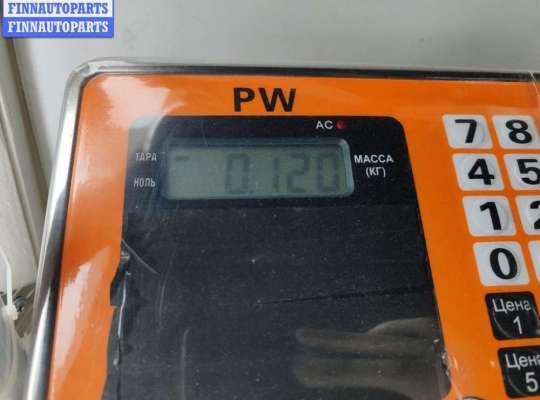 FINNAUTOPARTS
FINNAUTOPARTS
PW
AC
ТАРА
НОЛЬ
0.120
МАССА
(КГ)
7 8
4 5
1 2
0
Цена
1
Цена
5